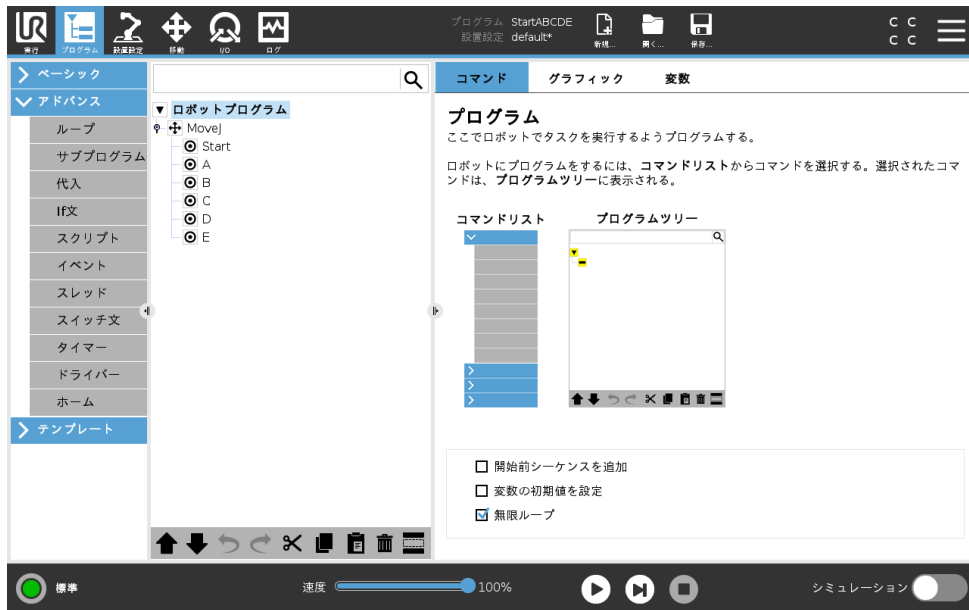 UR
実行
プログラム
設置設定
移動
I/O
ログ
プログラム StartABCDE
設置設定 default*
新規...
開く...
保存...
C C
C C
ベーシック
アドバンス
ループ
サブプログラム
代入
If文
スクリプト
イベント
スレッド
スイッチ文
タイマー
ドライバー
ホーム
テンプレート
ロボットプログラム
MoveJ
Start
A
B
C
D
E
コマンド グラフィック 変数
プログラム
ここでロボットでタスクを実行するようプログラムする。
ロボットにプログラムをするには、コマンドリストからコマンドを選択する。選択されたコマ
ンドは、プログラムツリーに表示される。
コマンドリスト プログラムツリー
開始前シーケンスを追加
変数の初期値を設定
無限ループ
標準
速度 100%
シミュレーション